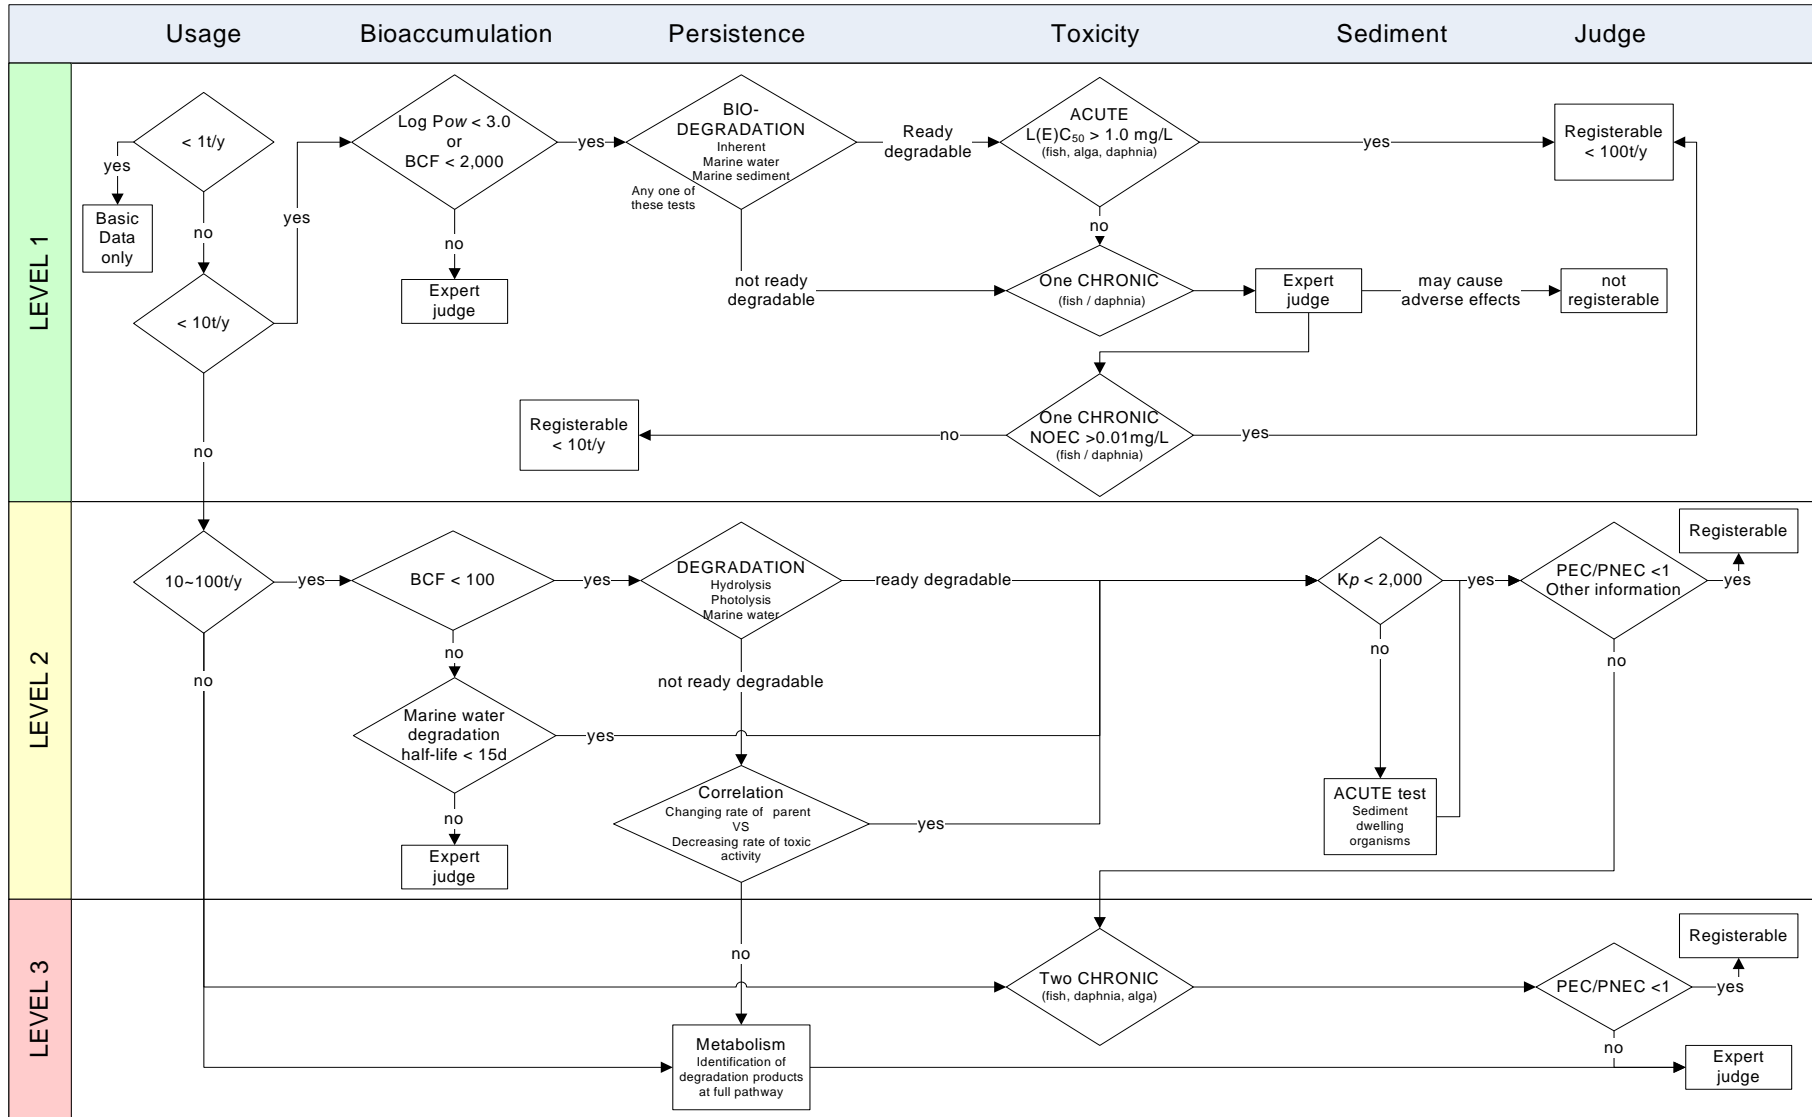 Usage
Bioaccumulation
Persistence
Toxicity
Sediment
Judge
LEVEL 1
< 1t/y
yes
Basic
Data
only
no
< 10t/y
yes
no
Log Pow < 3.0
or
BCF < 2,000
yes
no
Expert
judge
BIO-
DEGRADATION
Inherent
Marine water
Marine sediment
Any one of
these tests
Ready
degradable
not ready
degradable
ACUTE
L(E)C₅₀ > 1.0 mg/L
(fish, alga, daphnia)
yes
no
Registerable
< 100t/y
One CHRONIC
(fish / daphnia)
Expert
judge
may cause
adverse effects
not
registerable
One CHRONIC
NOEC >0.01mg/L
(fish / daphnia)
no
yes
Registerable
< 10t/y
LEVEL 2
10~100t/y
yes
no
BCF < 100
yes
no
Marine water
degradation
half-life < 15d
yes
no
Expert
judge
DEGRADATION
Hydrolysis
Photolysis
Marine water
ready degradable
not ready degradable
Correlation
Changing rate of parent
VS
Decreasing rate of toxic
activity
yes
no
Kp < 2,000
yes
no
ACUTE test
Sediment
dwelling
organisms
PEC/PNEC <1
Other information
yes
Registerable
no
LEVEL 3
Two CHRONIC
(fish, daphnia, alga)
PEC/PNEC <1
yes
Registerable
no
Metabolism
Identification of
degradation products
at full pathway
Expert
judge